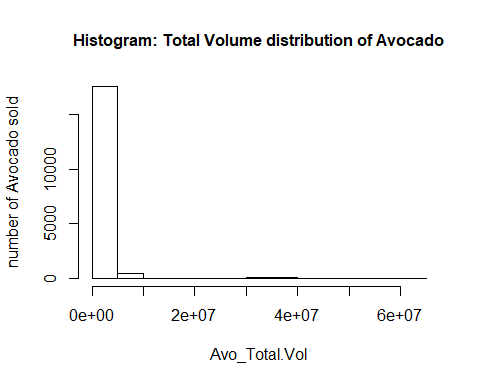 Histogram: Total Volume distribution of Avocado
number of Avocado sold
10000
5000
0
0e+00 2e+07 4e+07 6e+07
Avo_Total.Vol